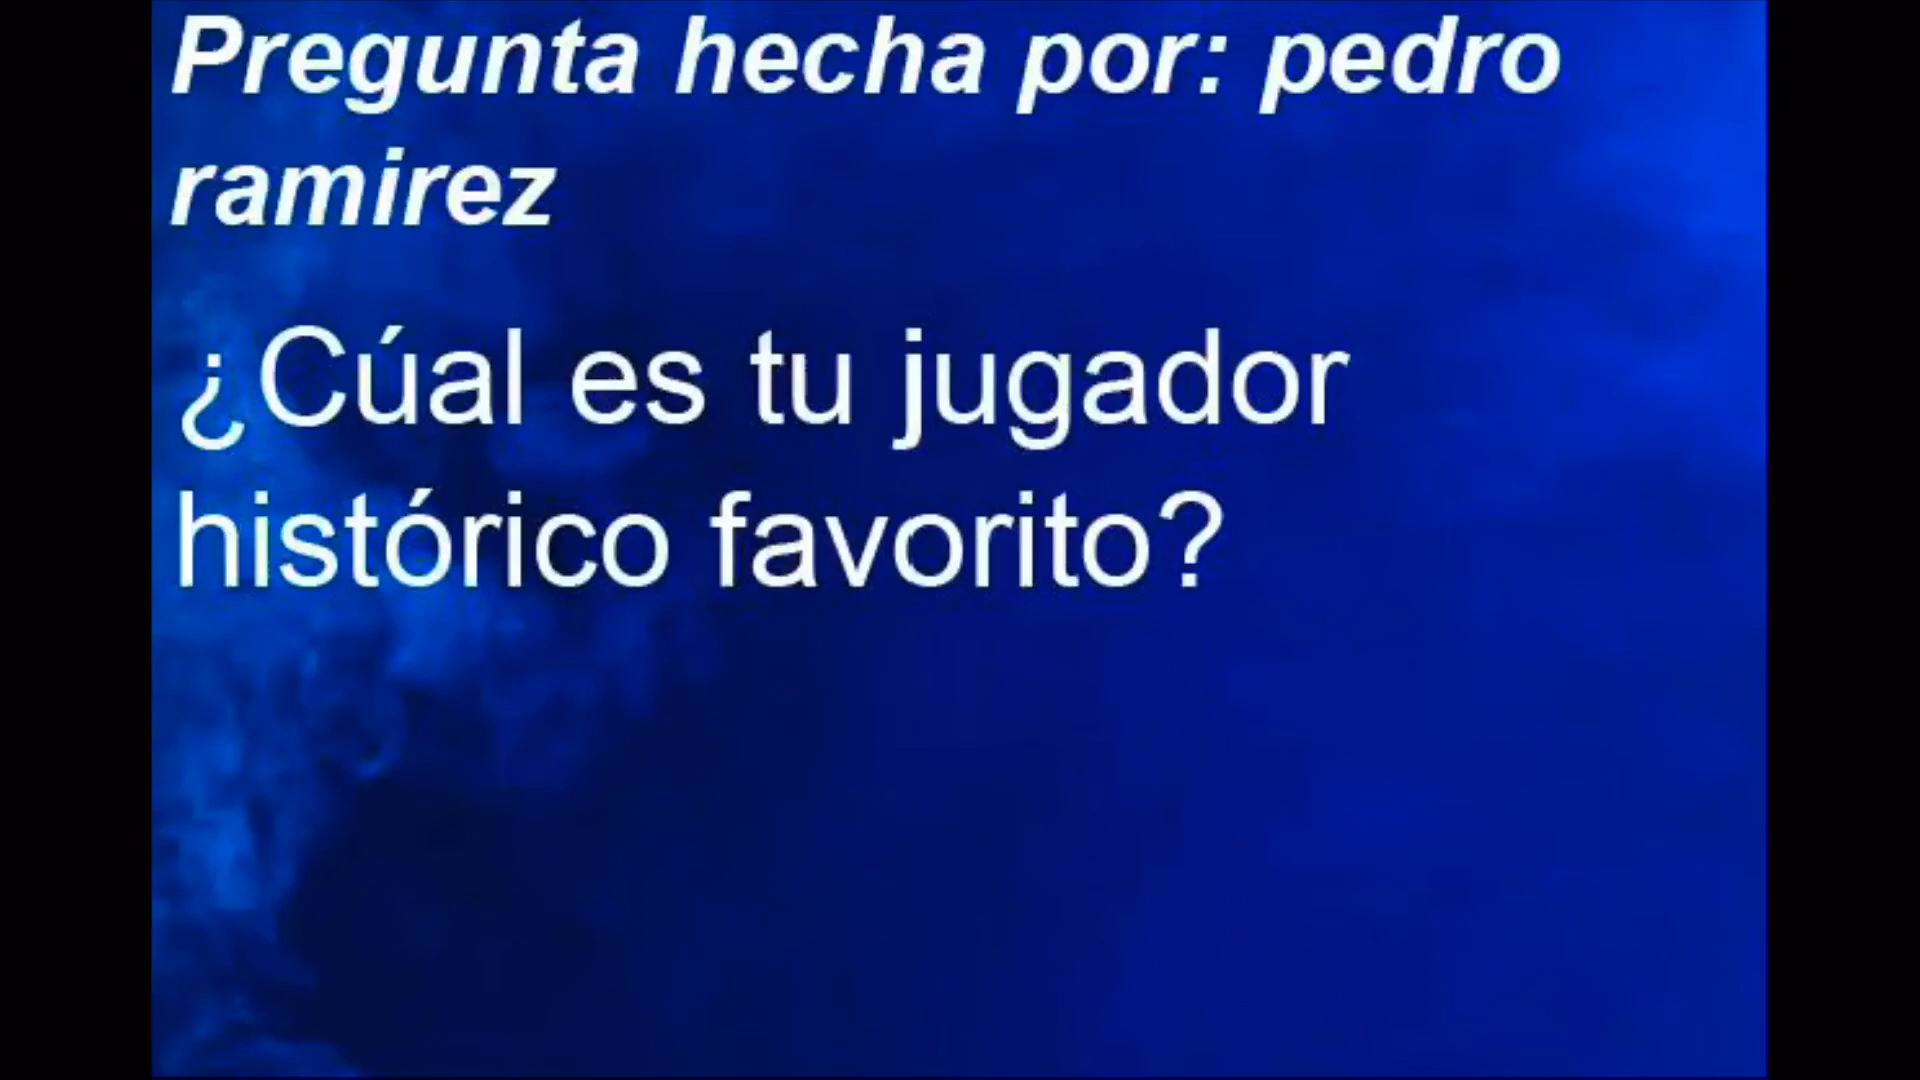 Pregunta hecha por: pedro
ramirez
¿Cúal es tu jugador
histórico favorito?